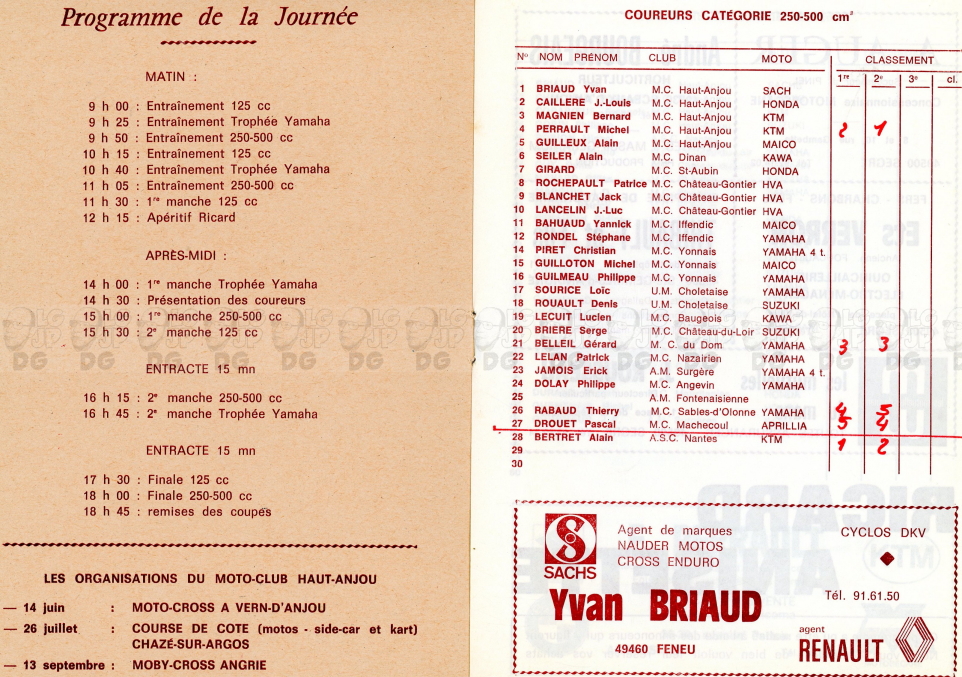 Programme de la Journée
MATIN :
9 h 00 : Entraînement 125 cc
9 h 25 : Entraînement Trophée Yamaha
9 h 50 : Entraînement 250-500 cc
10 h 15 : Entraînement 125 cc
10 h 40 : Entraînement Trophée Yamaha
11 h 05 : Entraînement 250-500 cc
11 h 30 : 1re manche 125 cc
12 h 15 : Apéritif Ricard
APRÈS-MIDI :
14 h 00 : 1re manche Trophée Yamaha
14 h 30 : Présentation des coureurs
15 h 00 : 1re manche 250-500 cc
15 h 30 : 2e manche 125 cc
ENTRACTE 15 mn
16 h 15 : 2e manche 250-500 cc
16 h 45 : 2e manche Trophée Yamaha
ENTRACTE 15 mn
17 h 30 : Finale 125 cc
18 h 00 : Finale 250-500 cc
18 h 45 : remises des coupes
LES ORGANISATIONS DU MOTO-CLUB HAUT-ANJOU
— 14 juin : MOTO-CROSS A VERN-D'ANJOU
— 26 juillet : COURSE DE COTE (motos - side-car et kart)
CHAZÉ-SUR-ARGOS
— 13 septembre : MOBY-CROSS ANGRIE
COUREURS CATÉGORIE 250-500 cm³
No NOM PRÉNOM CLUB MOTO CLASSEMENT
1re 2e 3e cl.
1 BRIAUD Yvan M.C. Haut-Anjou SACH
2 CAILLERE J.-Louis M.C. Haut-Anjou HONDA
3 MAGNIEN Bernard M.C. Haut-Anjou KTM
4 PERRAULT Michel M.C. Haut-Anjou KTM 2 1
5 GUILLEUX Alain M.C. Haut-Anjou MAICO
6 SEILER Alain M.C. Dinan KAWA
7 GIRARD M.C. St-Aubin HONDA
8 ROCHEPAULT Patrice M.C. Château-Gontier HVA
9 BLANCHET Jack M.C. Château-Gontier HVA
10 LANCELIN J.-Luc M.C. Château-Gontier HVA
11 BAHUAUD Yannick M.C. Iffendic MAICO
12 RONDEL Stéphane M.C. Iffendic YAMAHA
14 PIRET Christian M.C. Yonnais YAMAHA 4 t.
15 GUILLOTON Michel M.C. Yonnais MAICO
16 GUILMEAU Philippe M.C. Yonnais YAMAHA
17 SOURICE Loïc U.M. Choletaise YAMAHA
18 ROUAULT Denis U.M. Choletaise SUZUKI
19 LECUIT Lucien M.C. Baugeois KAWA
20 BRIERE Serge M.C. Château-du-Loir SUZUKI
21 BELLEIL Gérard M. C. du Dom YAMAHA 3 3
22 LELAN Patrick M.C. Nazairien YAMAHA
23 JAMOIS Erick A.M. Surgère YAMAHA 4 t.
24 DOLAY Philippe M.C. Angevin YAMAHA
25 A.M. Fontenaisienne
26 RABAUD Thierry M.C. Sables-d'Olonne YAMAHA 4 5
27 DROUET Pascal M.C. Machecoul APRILLIA 5 4
28 BERTRET Alain A.S.C. Nantes KTM 1 2
29
30
SACHS
Agent de marques
NAUDER MOTOS
CROSS ENDURO
CYCLOS DKV
Yvan BRIAUD
Tél. 91.61.50
49460 FENEU
agent
RENAULT